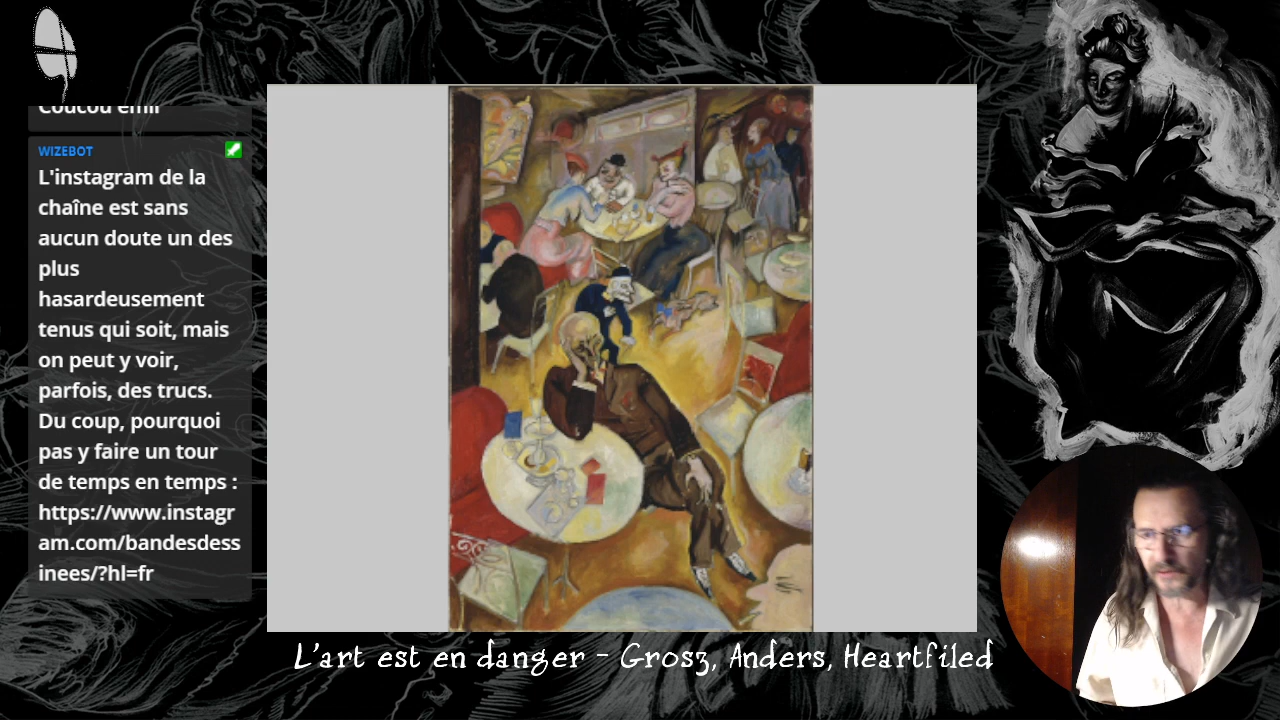 Coucou emil
WIZEBOT
L'instagram de la
chaîne est sans
aucun doute un des
plus
hasardeusement
tenus qui soit, mais
on peut y voir,
parfois, des trucs.
Du coup, pourquoi
pas y faire un tour
de temps en temps :
https://www.instagr
am.com/bandesdess
inees/?hl=fr
L'art est en danger - Grosz, Anders, Heartfiled